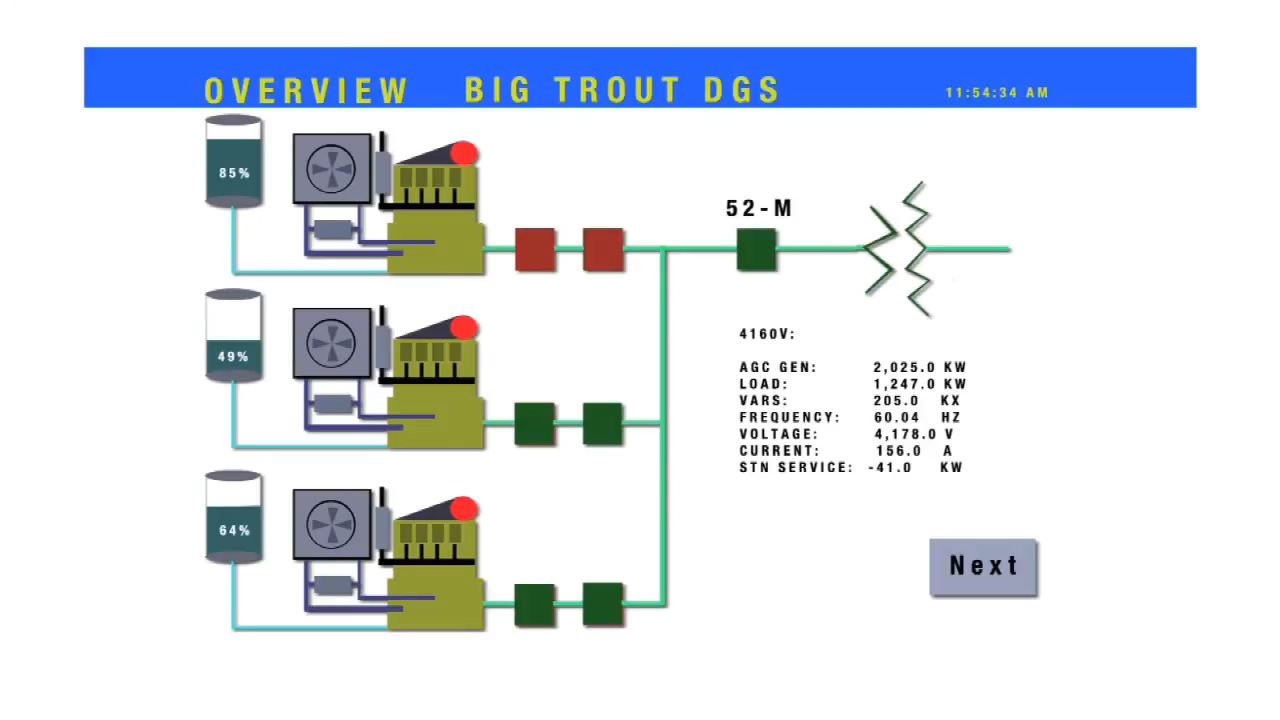 OVERVIEW BIG TROUT DGS 11:54:34 AM
85%
52-M
49%
4160V:
AGC GEN: 2,025.0 KW
LOAD: 1,247.0 KW
VARS: 205.0 KX
FREQUENCY: 60.04 HZ
VOLTAGE: 4,178.0 V
CURRENT: 156.0 A
STN SERVICE: -41.0 KW
64%
Next